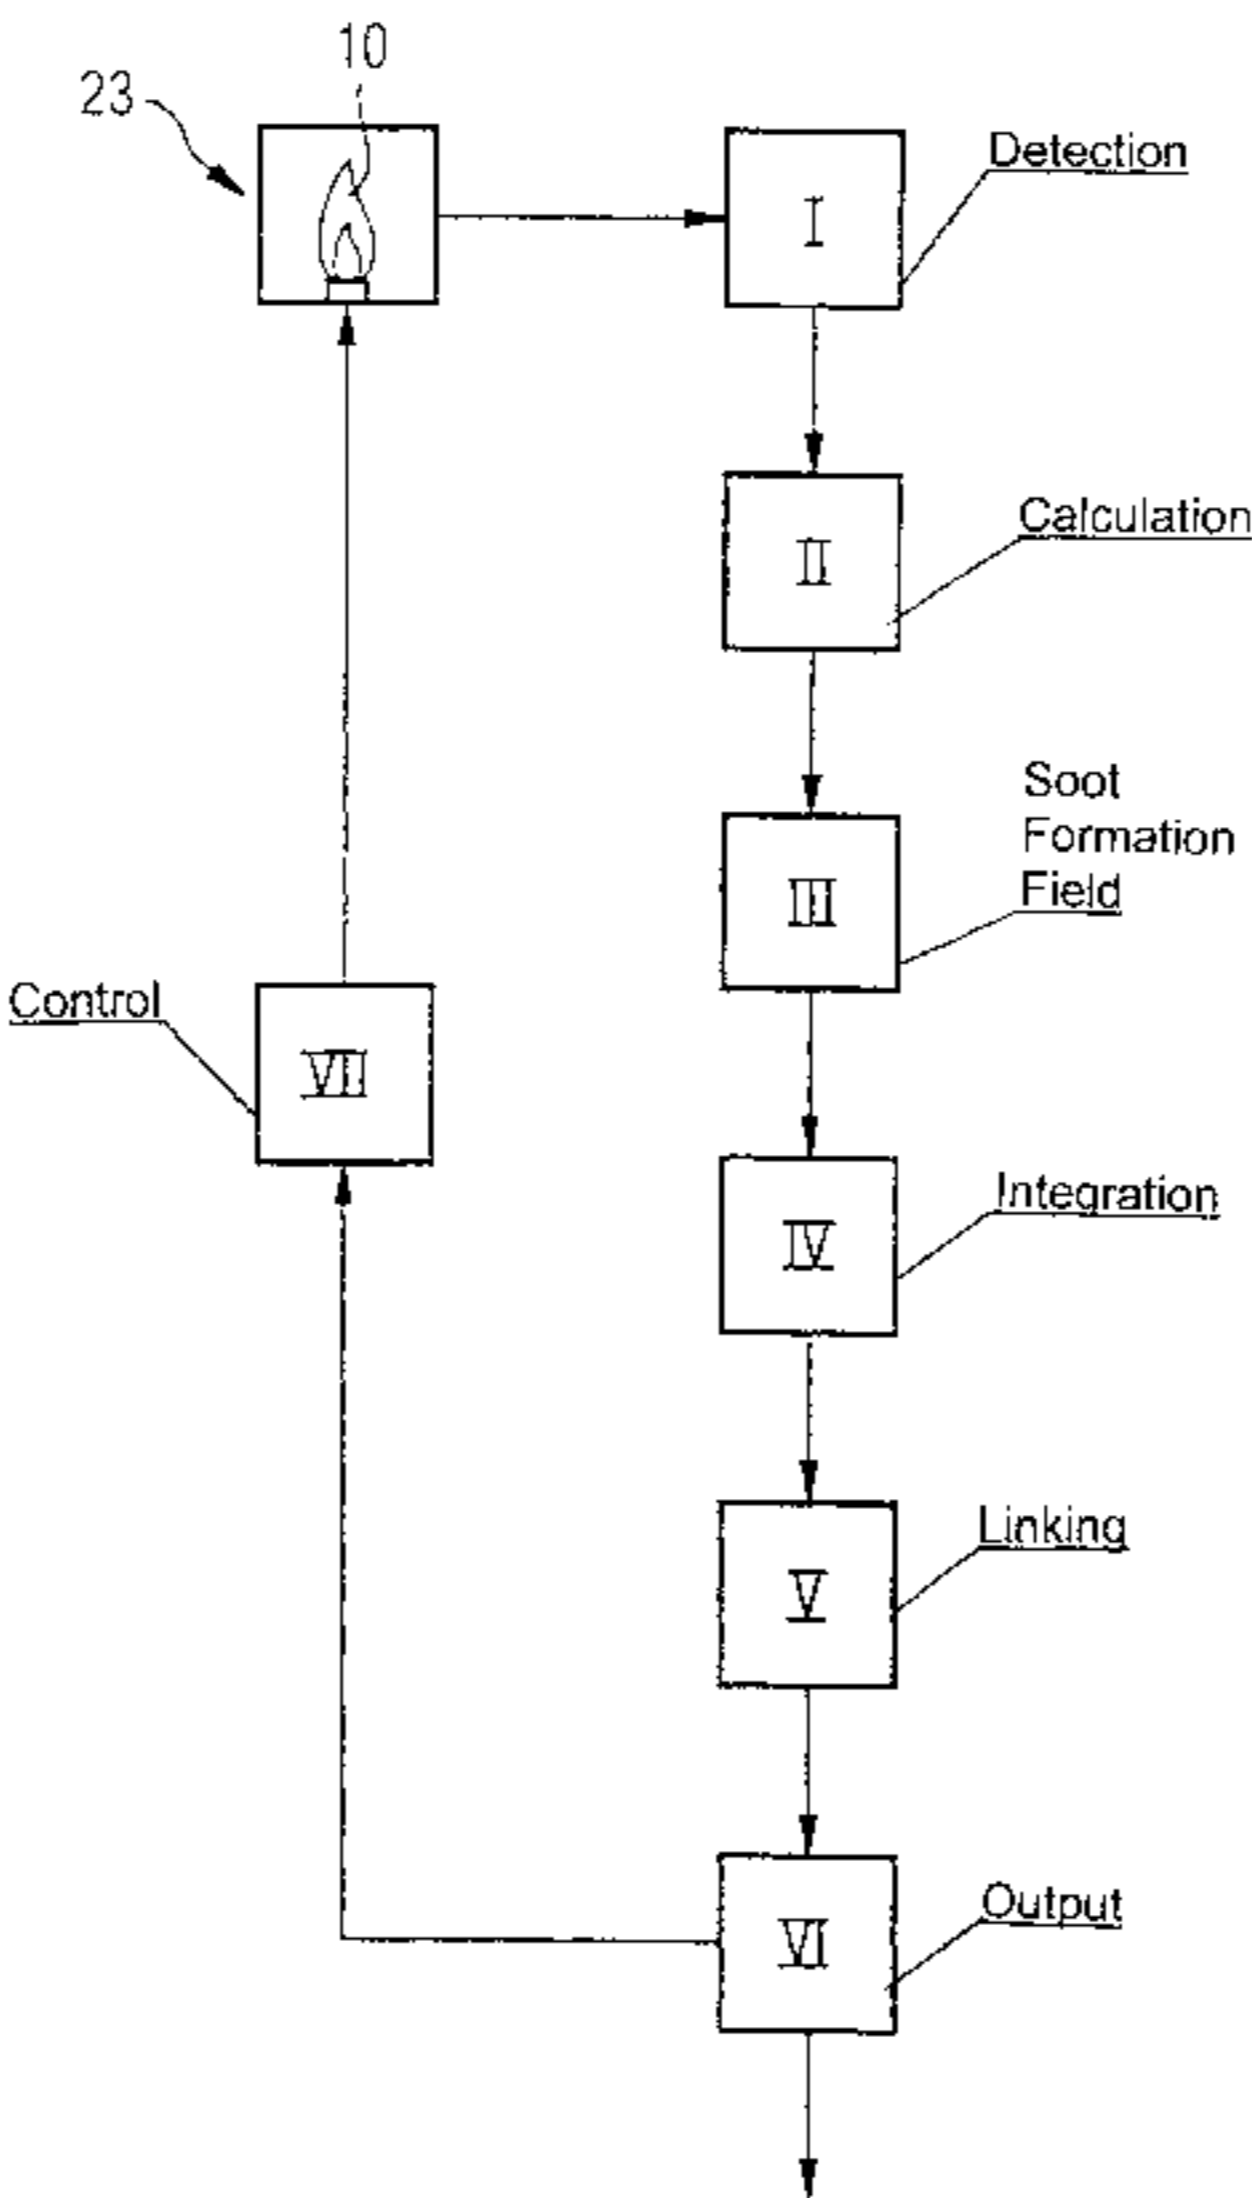 10
23
Detection
I
Calculation
II
Soot
Formation
Field
III
Control
VII
Integration
IV
Linking
V
Output
VI